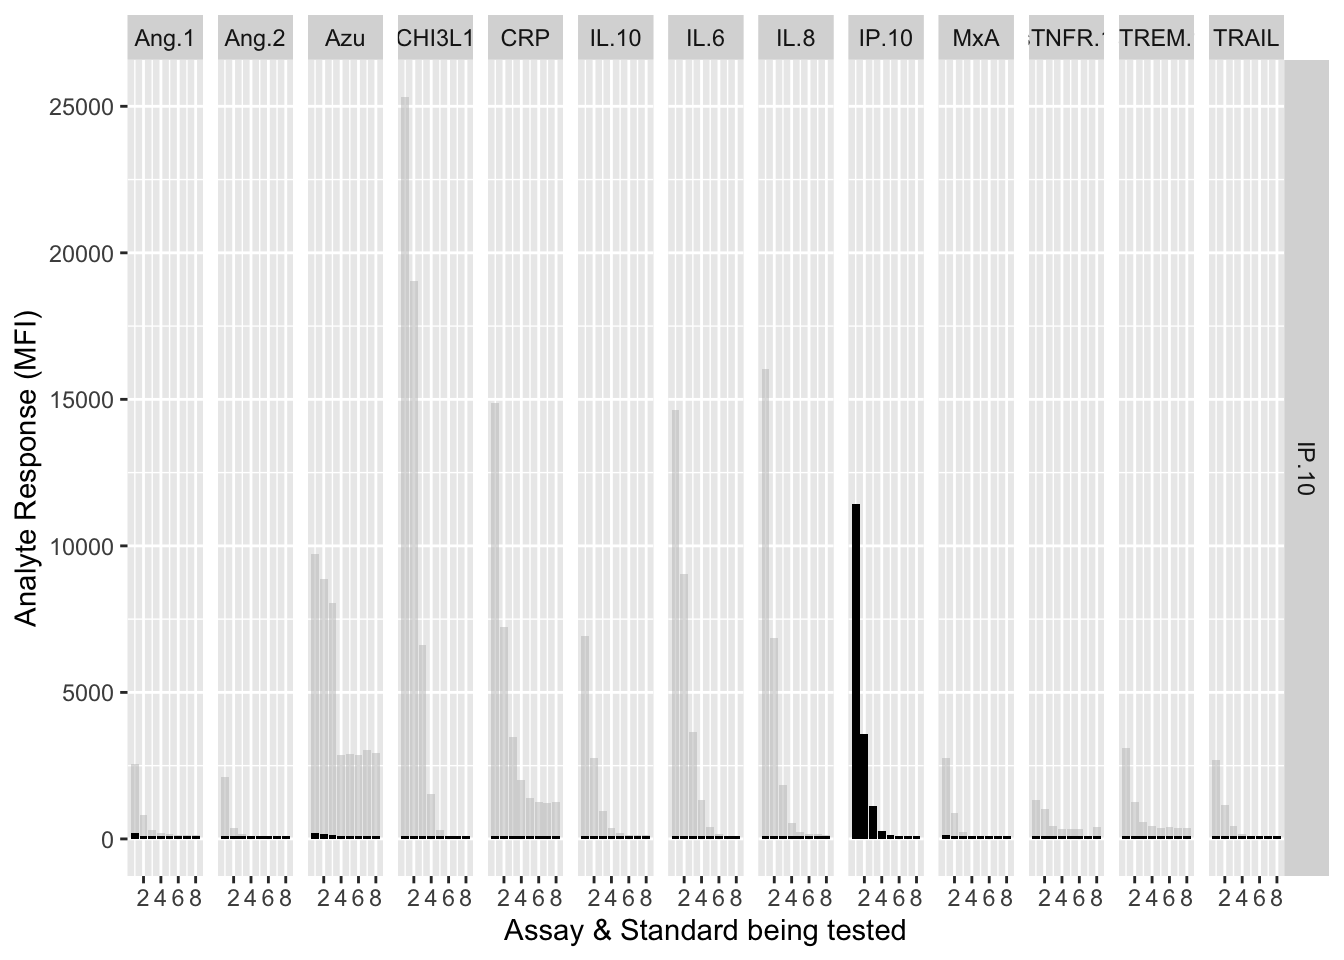 Ang.1 Ang.2 Azu CHI3L1 CRP IL.10 IL.6 IL.8 IP.10 MxA sTNFR.1 TREM. TRAIL
25000
20000
15000
10000
5000
0
Analyte Response (MFI)
IP.10
2 4 6 8 2 4 6 8 2 4 6 8 2 4 6 8 2 4 6 8 2 4 6 8 2 4 6 8 2 4 6 8 2 4 6 8 2 4 6 8 2 4 6 8 2 4 6 8 2 4 6 8
Assay & Standard being tested